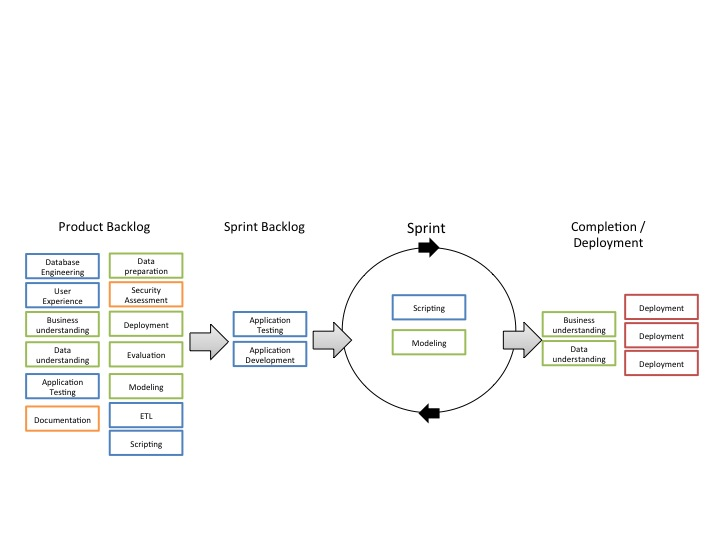 Product Backlog
Sprint Backlog
Sprint
Completion /
Deployment
Database
Engineering
User
Experience
Business
understanding
Data
understanding
Application
Testing
Documentation
Data
preparation
Security
Assessment
Deployment
Evaluation
Modeling
ETL
Scripting
Application
Testing
Application
Development
Scripting
Modeling
Business
understanding
Data
understanding
Deployment
Deployment
Deployment